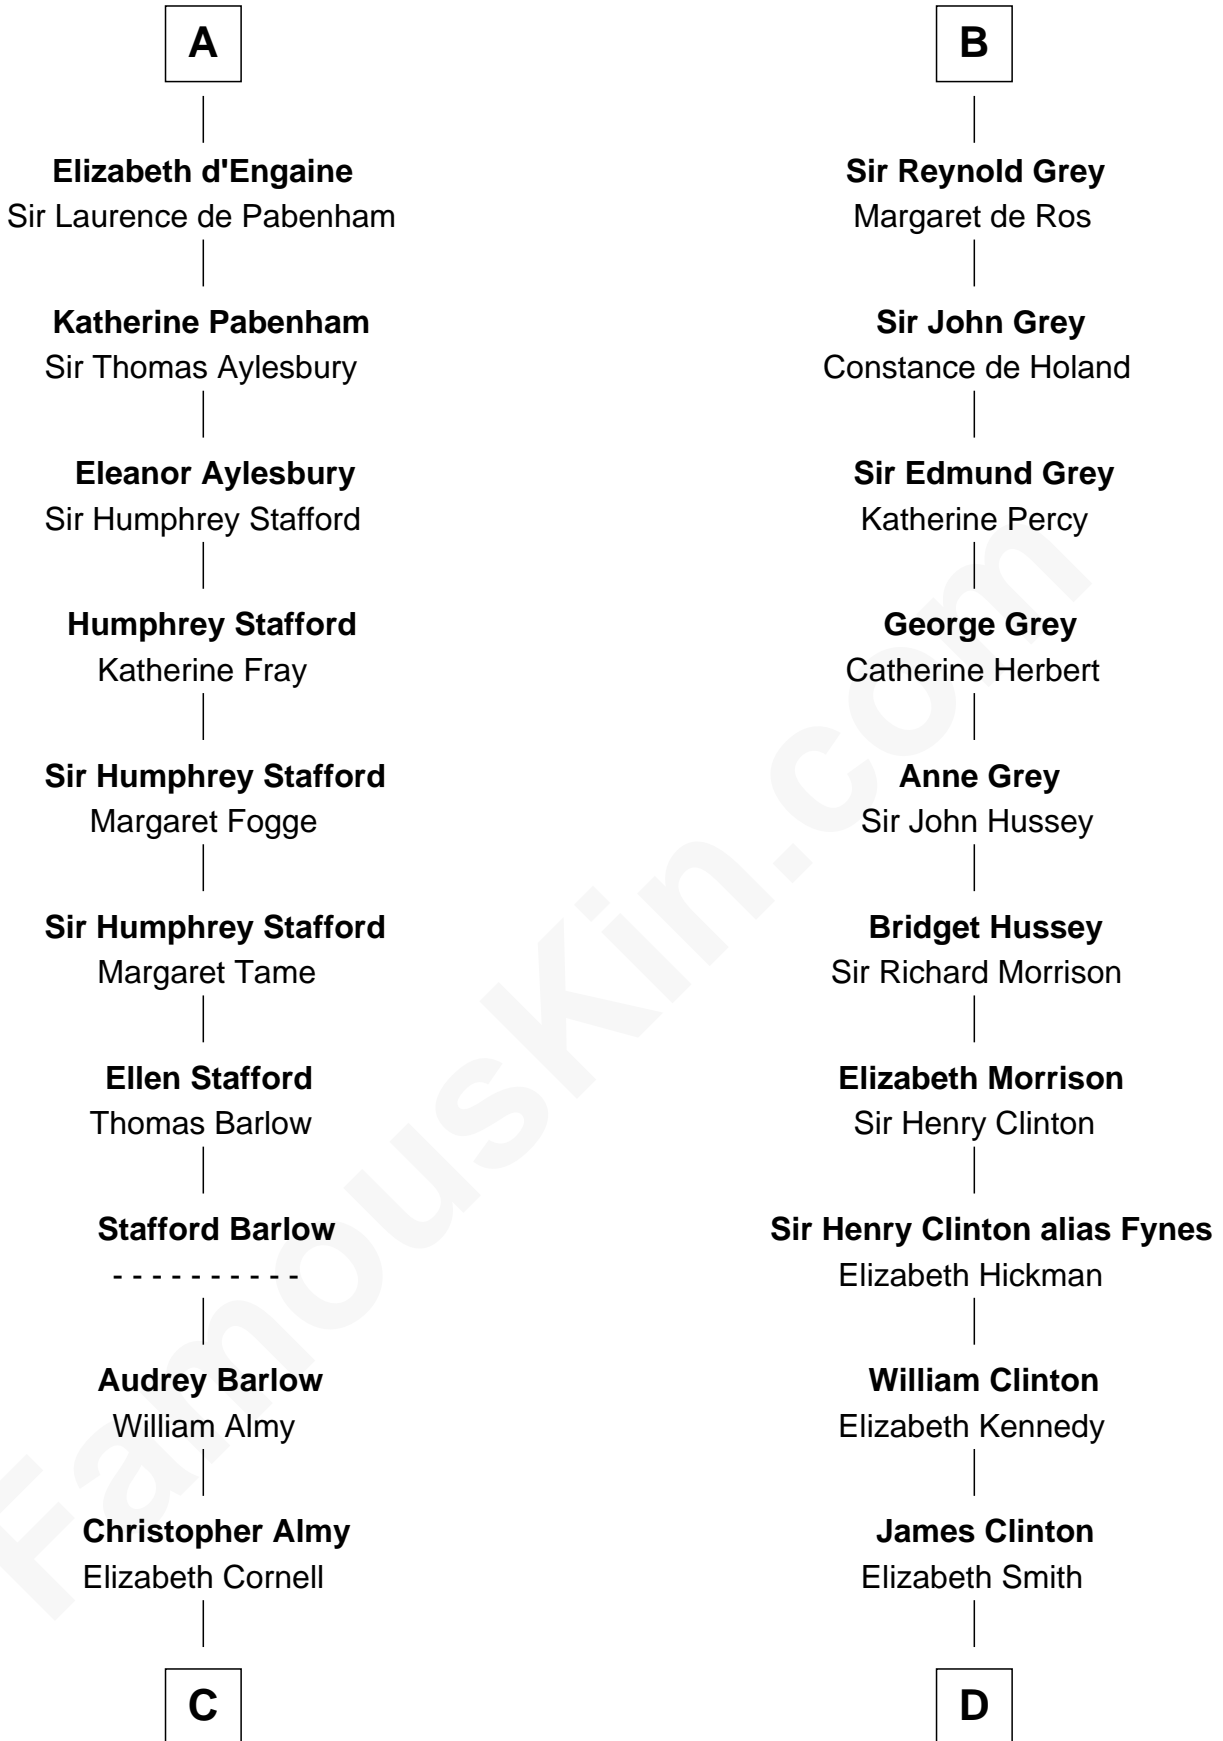 A
Elizabeth d'Engaine
Sir Laurence de Pabenham
Katherine Pabenham
Sir Thomas Aylesbury
Eleanor Aylesbury
Sir Humphrey Stafford
Humphrey Stafford
Katherine Fray
Sir Humphrey Stafford
Margaret Fogge
Sir Humphrey Stafford
Margaret Tame
Ellen Stafford
Thomas Barlow
Stafford Barlow
- - - - - - - - - -
Audrey Barlow
William Almy
Christopher Almy
Elizabeth Cornell
C
B
Sir Reynold Grey
Margaret de Ros
Sir John Grey
Constance de Holand
Sir Edmund Grey
Katherine Percy
George Grey
Catherine Herbert
Anne Grey
Sir John Hussey
Bridget Hussey
Sir Richard Morrison
Elizabeth Morrison
Sir Henry Clinton
Sir Henry Clinton alias Fynes
Elizabeth Hickman
William Clinton
Elizabeth Kennedy
James Clinton
Elizabeth Smith
D
FamousKin.com